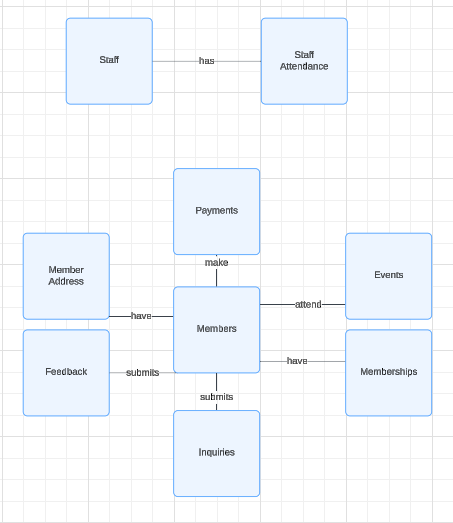 Staff
has
Staff
Attendance
Payments
make
Member
Address
Events
have
Members
attend
Feedback
submits
have
Memberships
submits
Inquiries